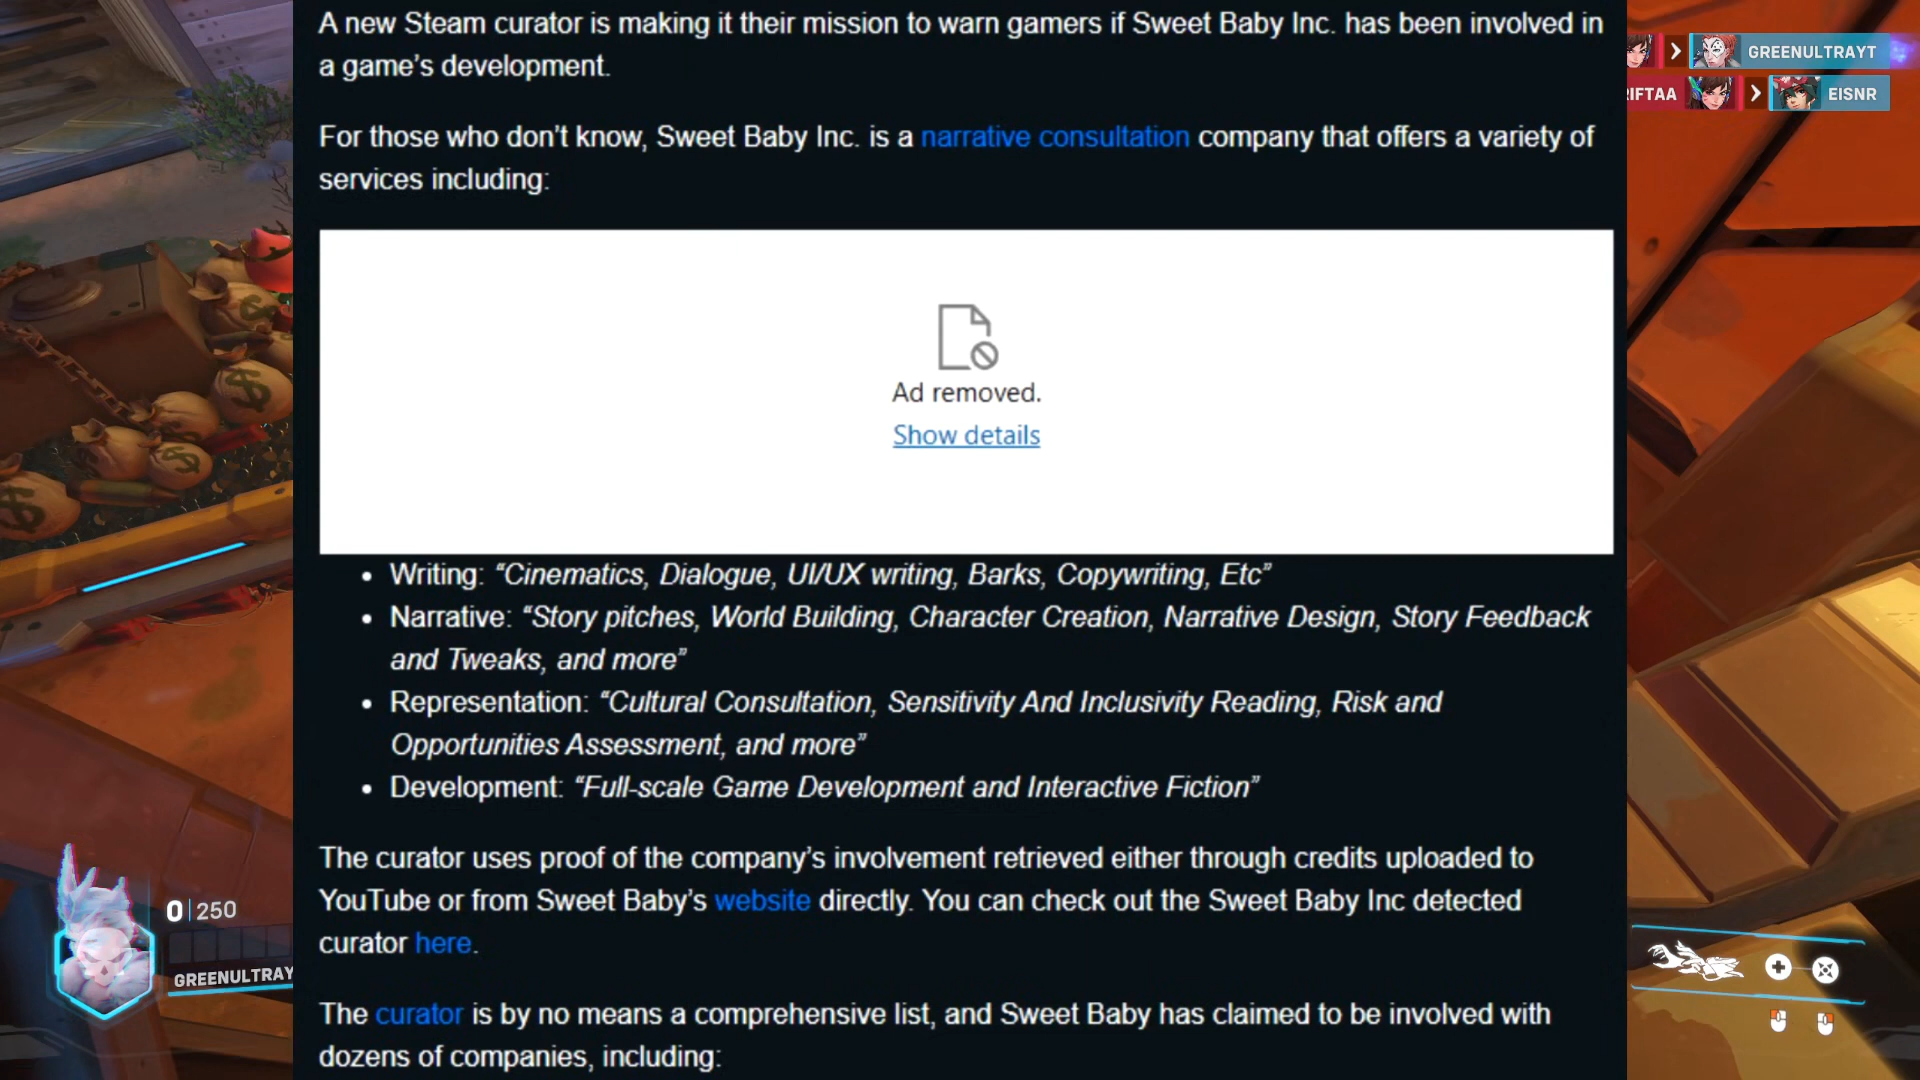 A new Steam curator is making it their mission to warn gamers if Sweet Baby Inc. has been involved in
a game’s development.
GREENULTRAYT
RIFTAA
EISNR
For those who don’t know, Sweet Baby Inc. is a narrative consultation company that offers a variety of
services including:
Ad removed.
Show details
• Writing: “Cinematics, Dialogue, UI/UX writing, Barks, Copywriting, Etc”
• Narrative: “Story pitches, World Building, Character Creation, Narrative Design, Story Feedback
and Tweaks, and more”
• Representation: “Cultural Consultation, Sensitivity And Inclusivity Reading, Risk and
Opportunities Assessment, and more”
• Development: “Full-scale Game Development and Interactive Fiction”
The curator uses proof of the company’s involvement retrieved either through credits uploaded to
YouTube or from Sweet Baby’s website directly. You can check out the Sweet Baby Inc detected
curator here.
0 | 250
GREENULTRAY
The curator is by no means a comprehensive list, and Sweet Baby has claimed to be involved with
dozens of companies, including: